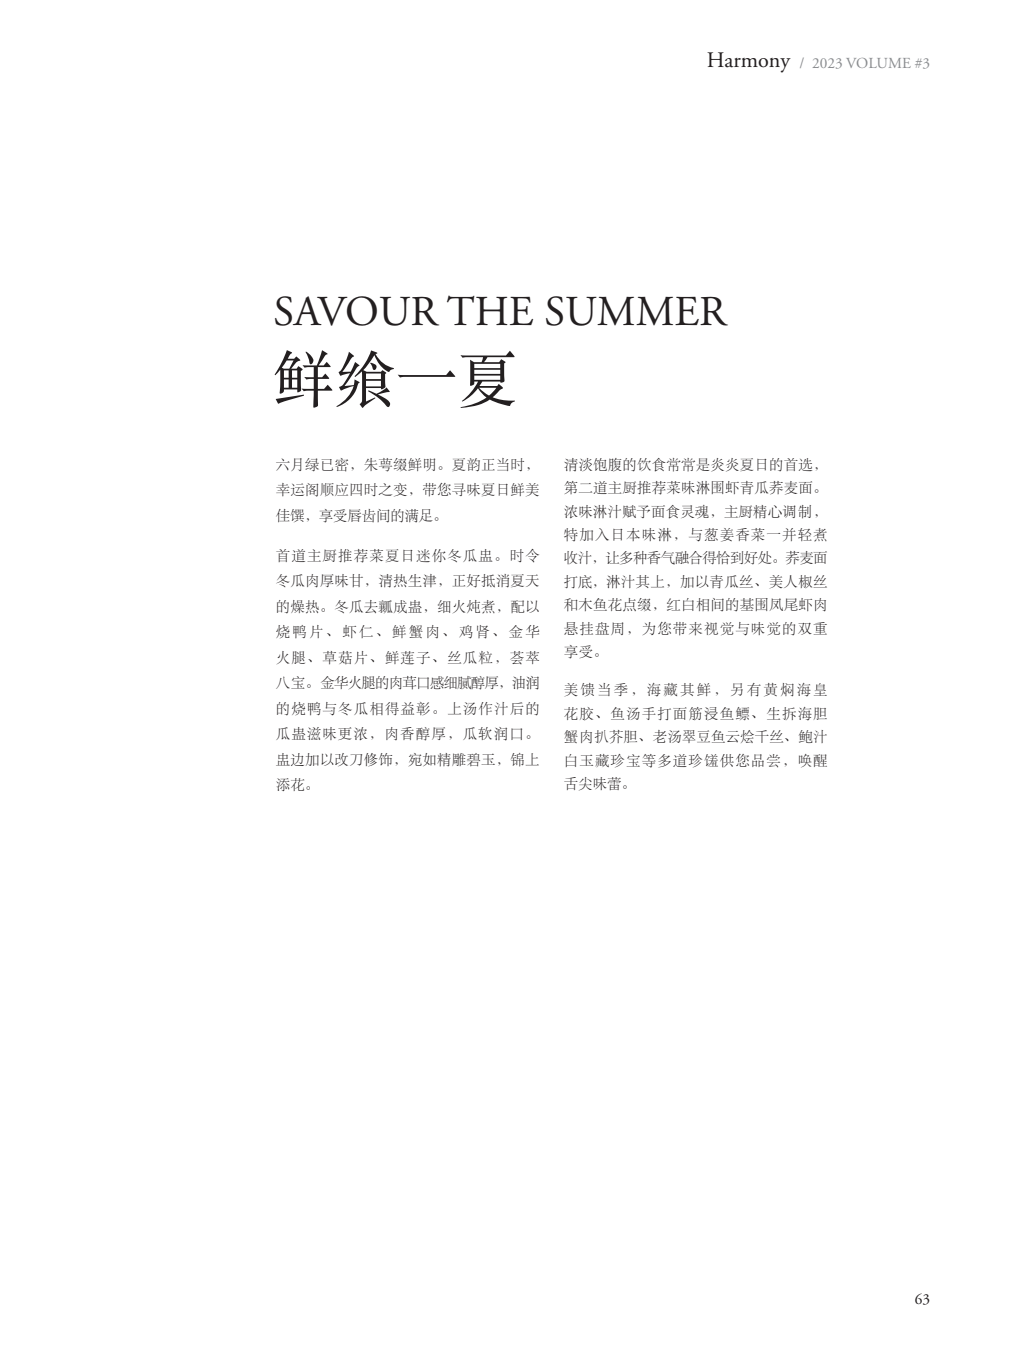 Harmony / 2023 VOLUME #3
SAVOUR THE SUMMER
鲜飨一夏
六月绿已密，朱萼缀鲜明。夏韵正当时，
幸运阁顺应四时之变，带您寻味夏日鲜美
佳馔，享受唇齿间的满足。
首道主厨推荐菜夏日迷你冬瓜盅。时令
冬瓜肉厚味甘，清热生津，正好抵消夏天
的燥热。冬瓜去瓤成蛊，细火炖煮，配以
烧鸭片、虾仁、鲜蟹肉、鸡肾、金华
火腿、草菇片、鲜莲子、丝瓜粒，荟萃
八宝。金华火腿的肉茸口感细腻醇厚，油润
的烧鸭与冬瓜相得益彰。上汤作汁后的
瓜蛊滋味更浓，肉香醇厚，瓜软润口。
盅边加以改刀修饰，宛如精雕碧玉，锦上
添花。
清淡饱腹的饮食常常是炎炎夏日的首选，
第二道主厨推荐菜味淋围虾青瓜荞麦面。
浓味淋汁赋予面食灵魂，主厨精心调制，
特加入日本味淋，与葱姜香菜一并轻煮
收汁，让多种香气融合得恰到好处。荞麦面
打底，淋汁其上，加以青瓜丝、美人椒丝
和木鱼花点缀，红白相间的基围凤尾虾肉
悬挂盘周，为您带来视觉与味觉的双重
享受。
美馈当季，海藏其鲜，另有黄焖海皇
花胶、鱼汤手打面筋浸鱼鳔、生拆海胆
蟹肉扒芥胆、老汤翠豆鱼云烩千丝、鲍汁
白玉藏珍宝等多道珍馐供您品尝，唤醒
舌尖味蕾。
63